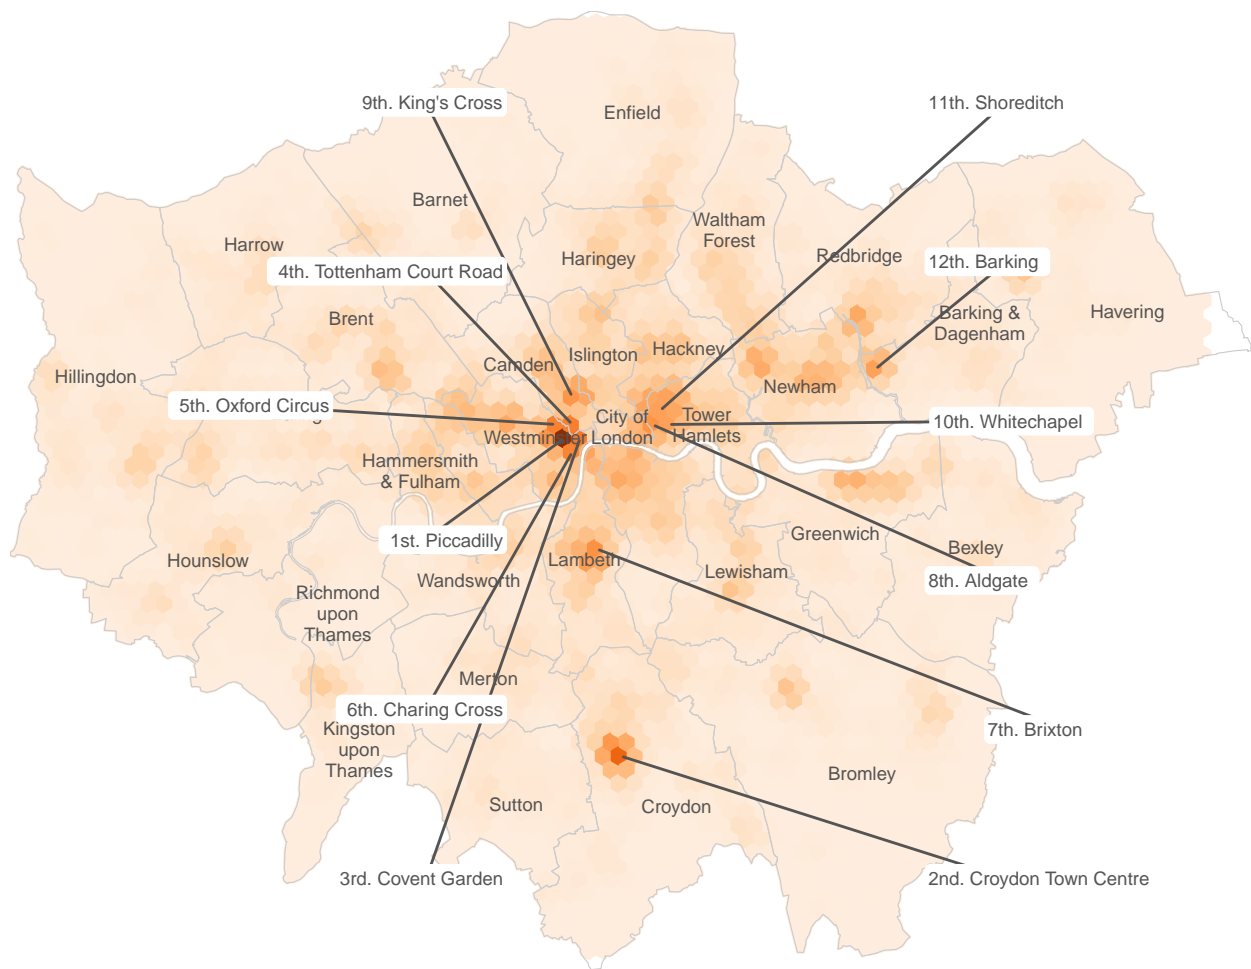 9th. King's Cross
11th. Shoreditch
Enfield
Barnet
Waltham
Forest
Harrow
Haringey
Redbridge
12th. Barking
4th. Tottenham Court Road
Brent
Barking &
Dagenham
Havering
Islington
Hackney
Camden
Hillingdon
Newham
5th. Oxford Circus
City of
London
Tower
Hamlets
10th. Whitechapel
Westminster
Hammersmith
& Fulham
1st. Piccadilly
Greenwich
Bexley
Hounslow
Lambeth
Lewisham
Wandsworth
8th. Aldgate
Richmond
upon
Thames
Merton
6th. Charing Cross
7th. Brixton
Kingston
upon
Thames
Bromley
Sutton
Croydon
3rd. Covent Garden
2nd. Croydon Town Centre